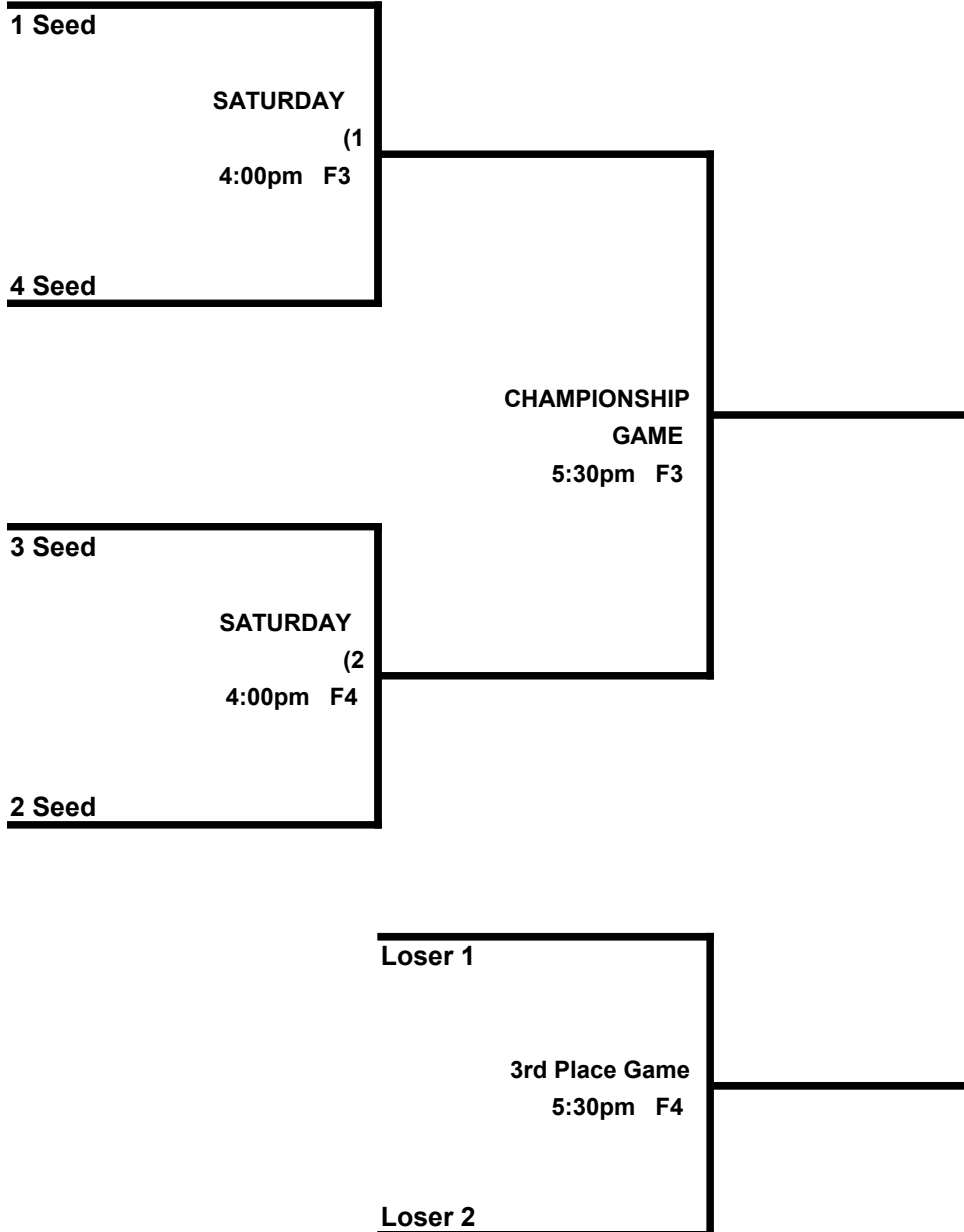 1 Seed
SATURDAY
(1
4:00pm F3
4 Seed
CHAMPIONSHIP
GAME
5:30pm F3
3 Seed
SATURDAY
(2
4:00pm F4
2 Seed
Loser 1
3rd Place Game
5:30pm F4
Loser 2